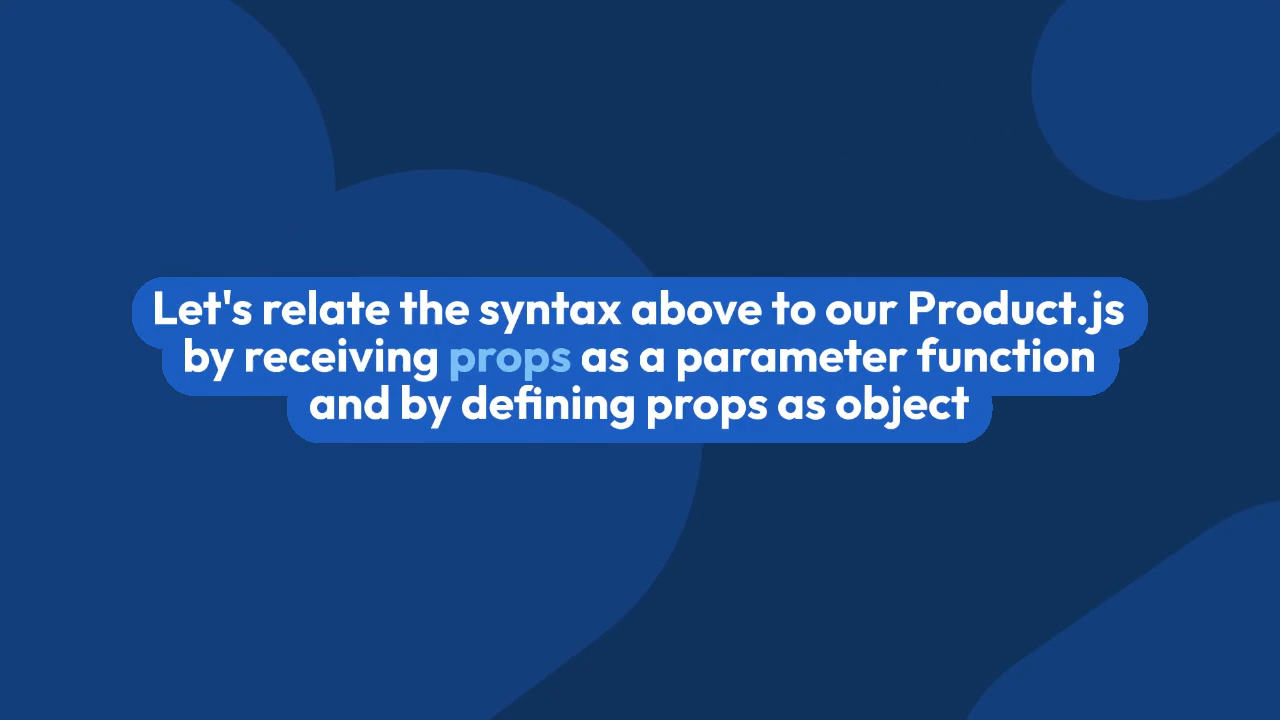 Let's relate the syntax above to our Product.js
by receiving props as a parameter function
and by defining props as object